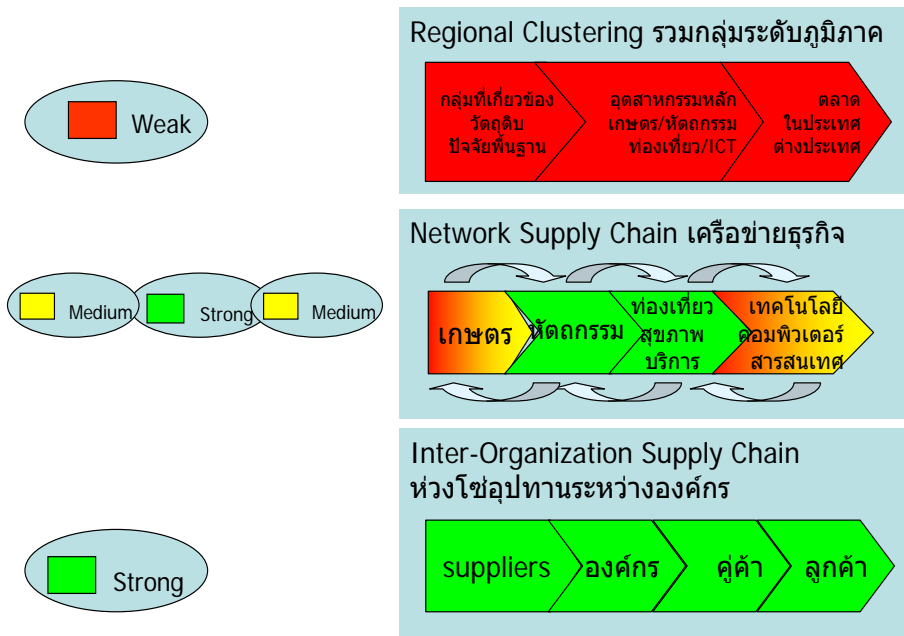 Regional Clustering รวมกลุ่มระดับภูมิภาค
Weak
กลุ่มที่เกี่ยวข้อง
วัตถุดิบ
ปัจจัยพื้นฐาน
อุตสาหกรรมหลัก
เกษตร/หัตถกรรม
ท่องเที่ยว/ICT
ตลาด
ในประเทศ
ต่างประเทศ
Network Supply Chain เครือข่ายธุรกิจ
Medium
Strong
Medium
เกษตร
หัตถกรรม
ท่องเที่ยว
สุขภาพ
บริการ
เทคโนโลยี
คอมพิวเตอร์
สารสนเทศ
Inter-Organization Supply Chain
ห่วงโซ่อุปทานระหว่างองค์กร
Strong
suppliers
องค์กร
คู่ค้า
ลูกค้า